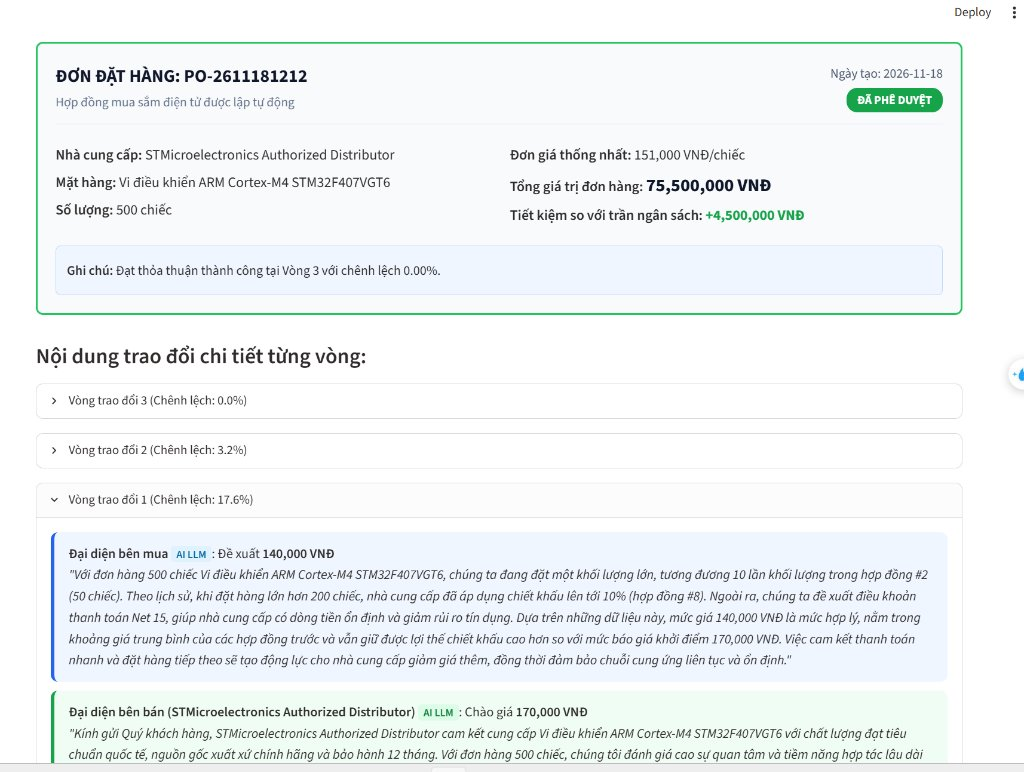 Deploy
ĐƠN ĐẶT HÀNG: PO-2611181212
Ngày tạo: 2026-11-18
Hợp đồng mua sắm điện tử được lập tự động
ĐÃ PHÊ DUYỆT
Nhà cung cấp: STMicroelectronics Authorized Distributor
Mặt hàng: Vi điều khiển ARM Cortex-M4 STM32F407VGT6
Số lượng: 500 chiếc
Đơn giá thống nhất: 151,000 VNĐ/chiếc
Tổng giá trị đơn hàng: 75,500,000 VNĐ
Tiết kiệm so với trần ngân sách: +4,500,000 VNĐ
Ghi chú: Đạt thỏa thuận thành công tại Vòng 3 với chênh lệch 0.00%.
Nội dung trao đổi chi tiết từng vòng:
Vòng trao đổi 3 (Chênh lệch: 0.0%)
Vòng trao đổi 2 (Chênh lệch: 3.2%)
Vòng trao đổi 1 (Chênh lệch: 17.6%)
Đại diện bên mua AI LLM : Đề xuất 140,000 VNĐ
"Với đơn hàng 500 chiếc Vi điều khiển ARM Cortex-M4 STM32F407VGT6, chúng ta đang đặt một khối lượng lớn, tương đương 10 lần khối lượng trong hợp đồng #2
(50 chiếc). Theo lịch sử, khi đặt hàng lớn hơn 200 chiếc, nhà cung cấp đã áp dụng chiết khấu lên tới 10% (hợp đồng #8). Ngoài ra, chúng ta đề xuất điều khoản
thanh toán Net 15, giúp nhà cung cấp có dòng tiền ổn định và giảm rủi ro tín dụng. Dựa trên những dữ liệu này, mức giá 140,000 VNĐ là mức hợp lý, nằm trong
khoảng giá trung bình của các hợp đồng trước và vẫn giữ được lợi thế chiết khấu cao hơn so với mức báo giá khởi điểm 170,000 VNĐ. Việc cam kết thanh toán
nhanh và đặt hàng tiếp theo sẽ tạo động lực cho nhà cung cấp giảm giá thêm, đồng thời đảm bảo chuỗi cung ứng liên tục và ổn định."
Đại diện bên bán (STMicroelectronics Authorized Distributor) AI LLM : Chào giá 170,000 VNĐ
"Kính gửi Quý khách hàng, STMicroelectronics Authorized Distributor cam kết cung cấp Vi điều khiển ARM Cortex-M4 STM32F407VGT6 với chất lượng đạt tiêu
chuẩn quốc tế, nguồn gốc xuất xứ chính hãng và bảo hành 12 tháng. Với đơn hàng 500 chiếc, chúng tôi đánh giá cao sự quan tâm và tiềm năng hợp tác lâu dài